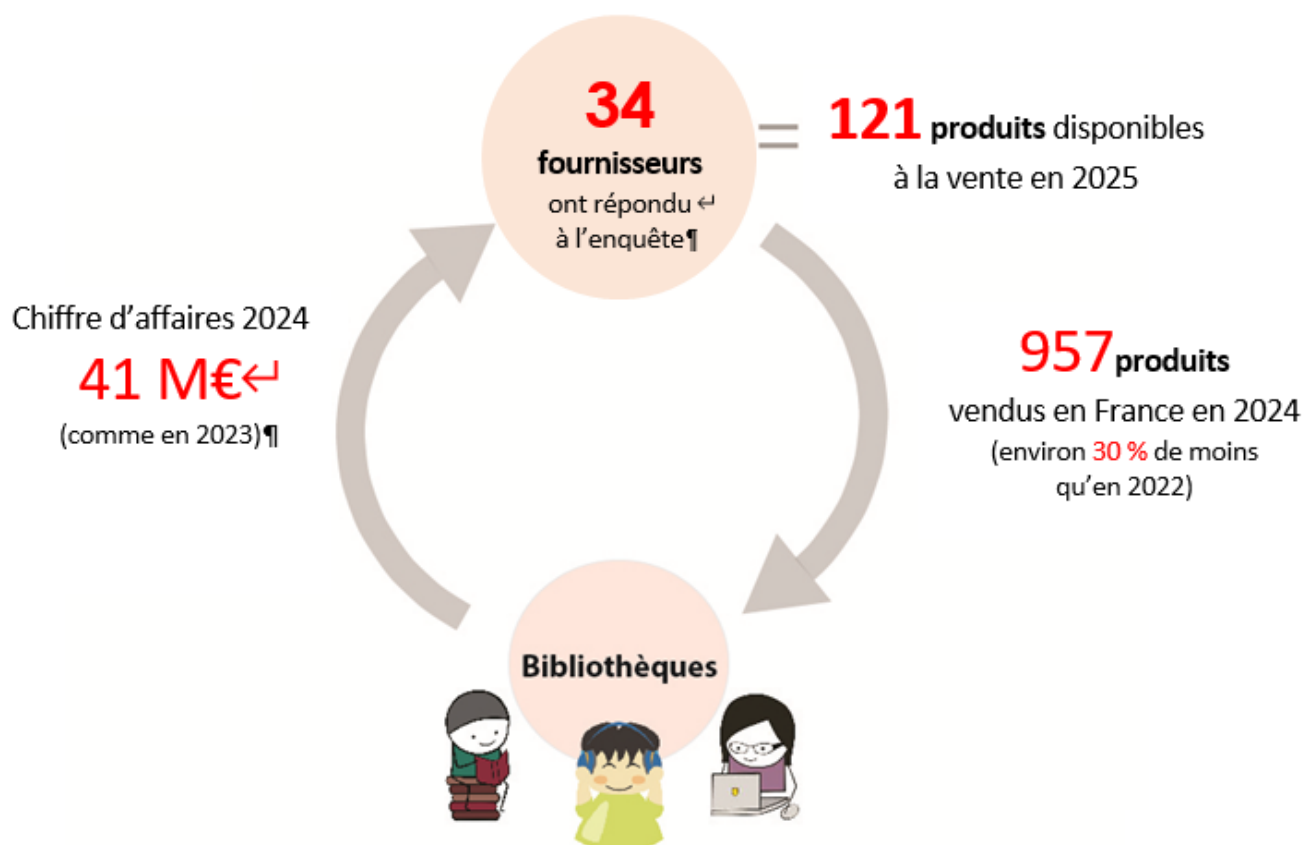 34
fournisseurs
ont répondu ↵
à l’enquête¶
= 121 produits disponibles
à la vente en 2025
Chiffre d’affaires 2024
41 M€↵
(comme en 2023)¶
957 produits
vendus en France en 2024
(environ 30 % de moins
qu’en 2022)
Bibliothèques